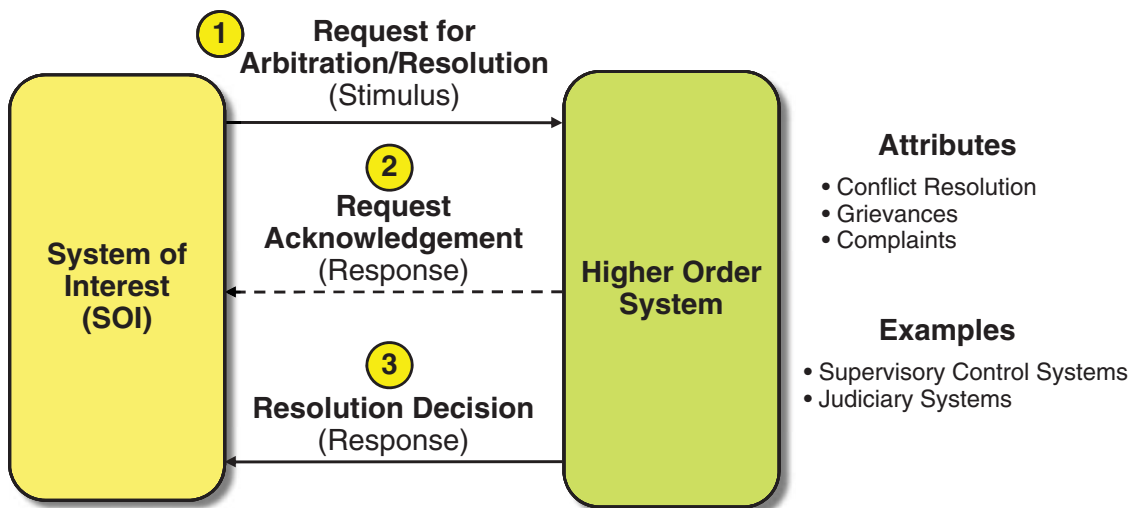 1
Request for
Arbitration/Resolution
(Stimulus)
2
Request
Acknowledgement
(Response)
3
Resolution Decision
(Response)
System of
Interest
(SOI)
Higher Order
System
Attributes
• Conflict Resolution
• Grievances
• Complaints
Examples
• Supervisory Control Systems
• Judiciary Systems